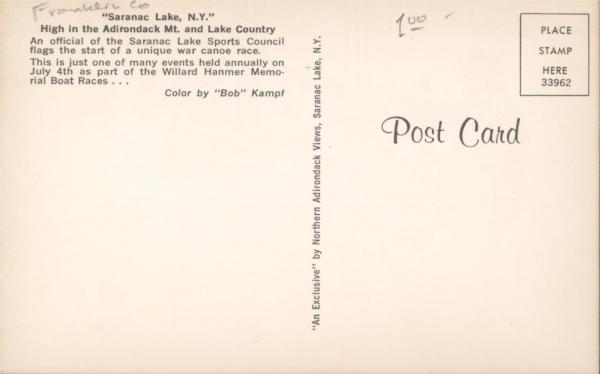 Franklin Co
"Saranac Lake, N.Y."
High in the Adirondack Mt. and Lake Country
An official of the Saranac Lake Sports Council
flags the start of a unique war canoe race.
This is just one of many events held annually on
July 4th as part of the Willard Hanmer Memo-
rial Boat Races . . .
Color by "Bob" Kampf
"An Exclusive" by Northern Adirondack Views, Saranac Lake, N.Y.
1.00 -
PLACE
STAMP
HERE
33962
Post Card